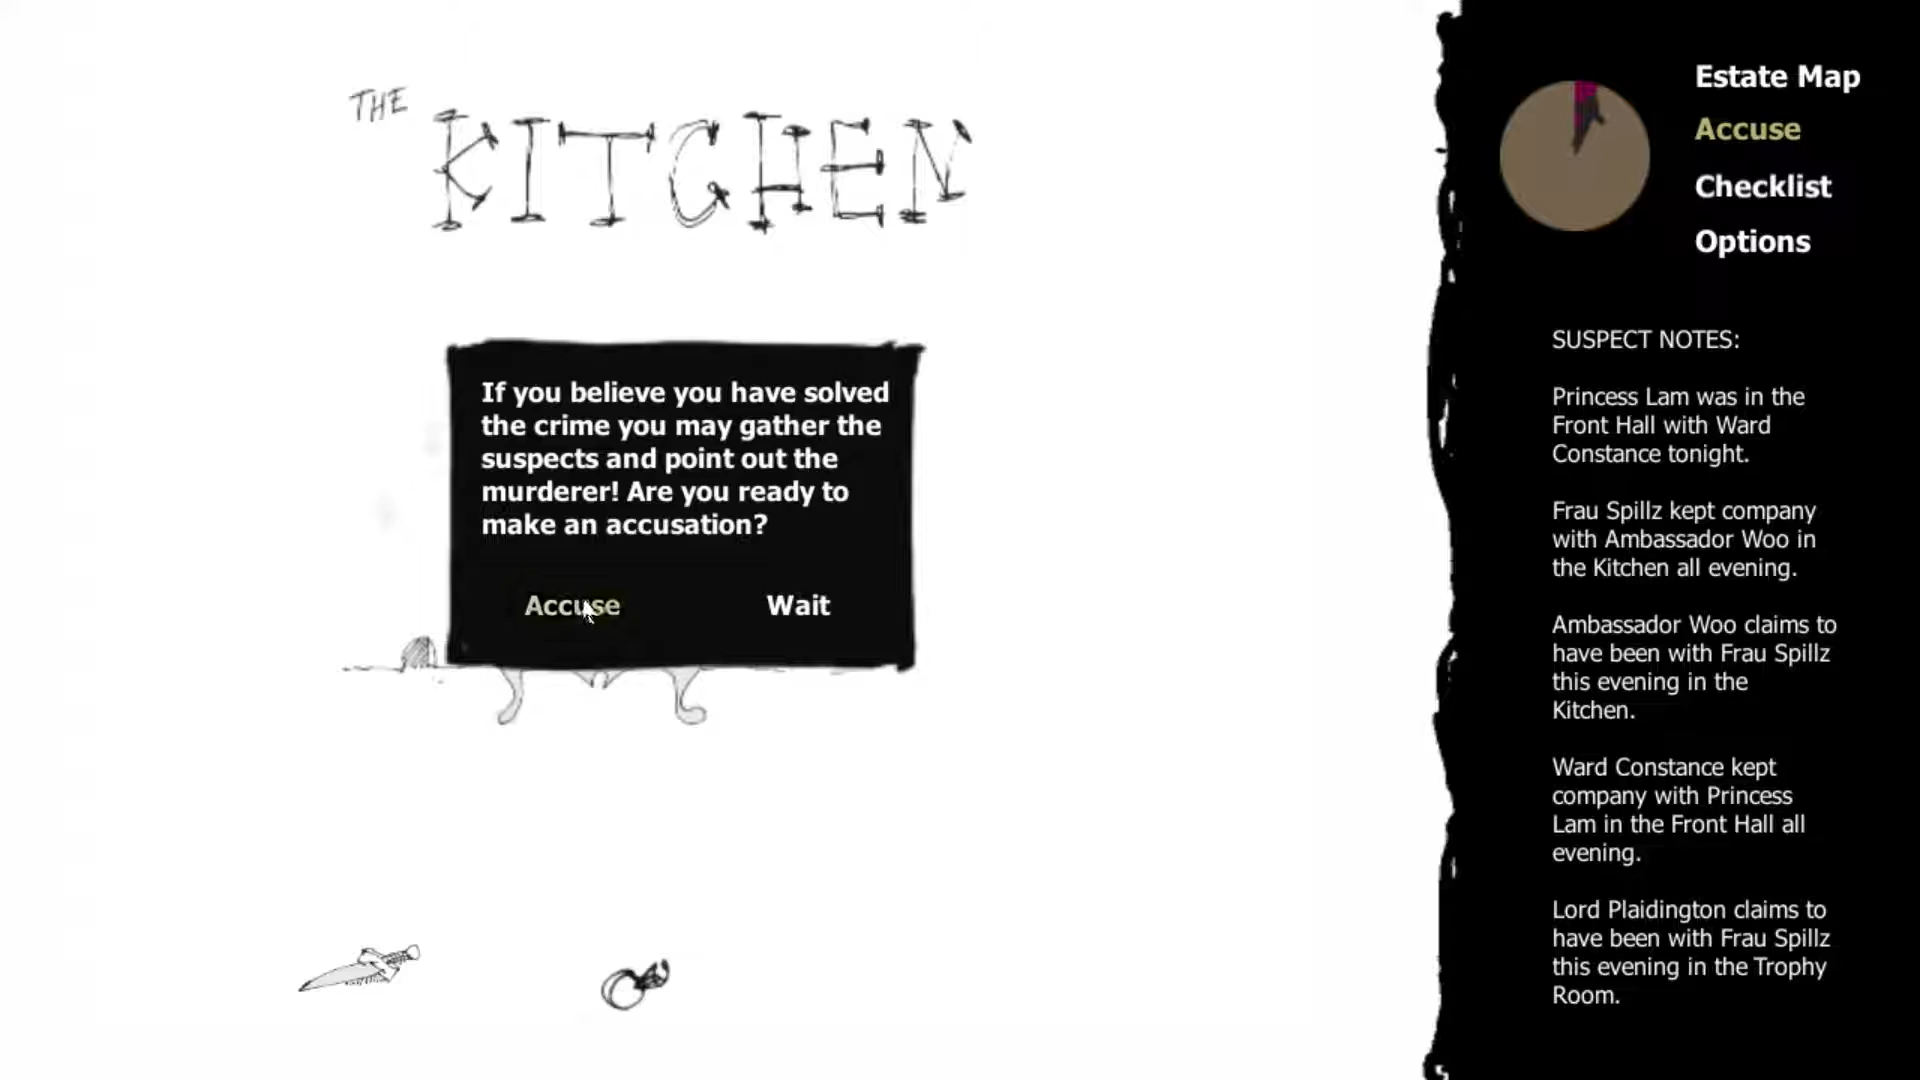 THE
KITCHEN
If you believe you have solved
the crime you may gather the
suspects and point out the
murderer! Are you ready to
make an accusation?
Accuse
Wait
Estate Map
Accuse
Checklist
Options
SUSPECT NOTES:
Princess Lam was in the
Front Hall with Ward
Constance tonight.
Frau Spillz kept company
with Ambassador Woo in
the Kitchen all evening.
Ambassador Woo claims to
have been with Frau Spillz
this evening in the
Kitchen.
Ward Constance kept
company with Princess
Lam in the Front Hall all
evening.
Lord Plaidington claims to
have been with Frau Spillz
this evening in the Trophy
Room.